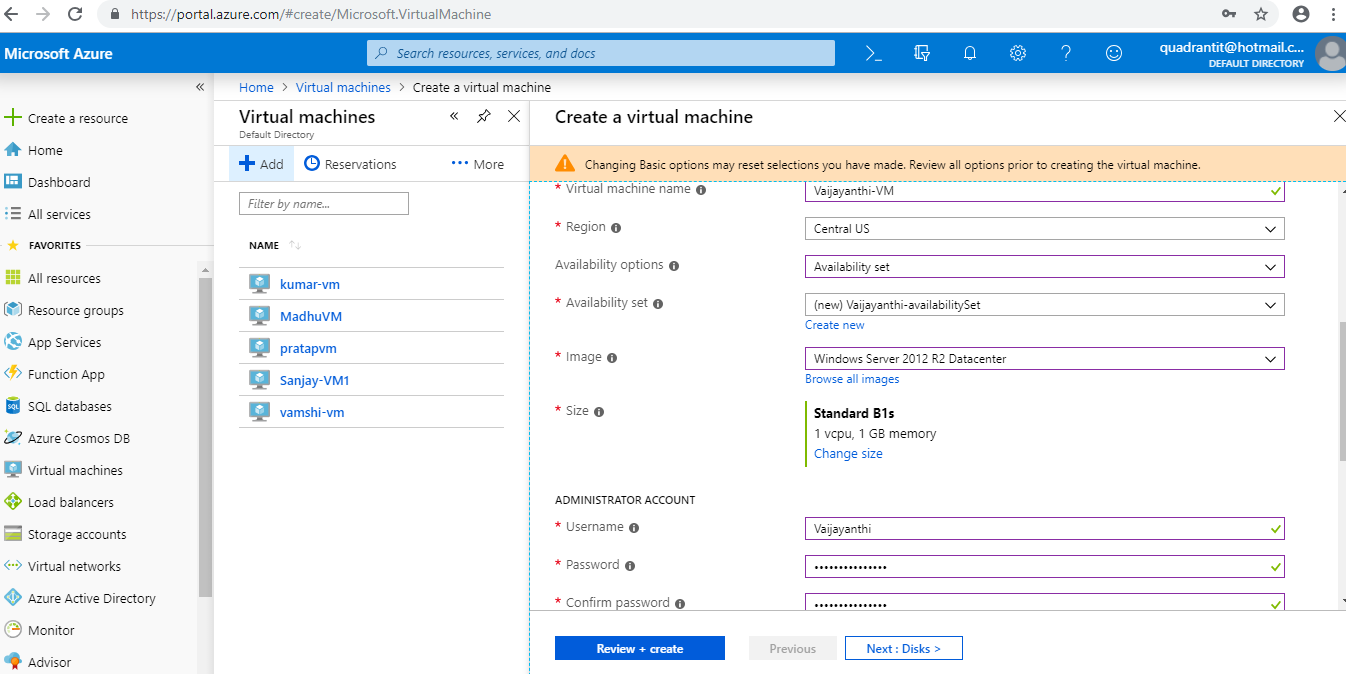 https://portal.azure.com/#create/Microsoft.VirtualMachine
Microsoft Azure
Search resources, services, and docs
quadrantit@hotmail.c...
DEFAULT DIRECTORY
Create a resource
Home
Dashboard
All services
FAVORITES
All resources
Resource groups
App Services
Function App
SQL databases
Azure Cosmos DB
Virtual machines
Load balancers
Storage accounts
Virtual networks
Azure Active Directory
Monitor
Advisor
Home > Virtual machines > Create a virtual machine
Virtual machines
Default Directory
Add Reservations ••• More
Filter by name...
NAME
kumar-vm
MadhuVM
pratapvm
Sanjay-VM1
vamshi-vm
Create a virtual machine
Changing Basic options may reset selections you have made. Review all options prior to creating the virtual machine.
* Virtual machine name Vaijayanthi-VM
* Region Central US
Availability options Availability set
* Availability set (new) Vaijayanthi-availabilitySet
Create new
* Image Windows Server 2012 R2 Datacenter
Browse all images
* Size Standard B1s
1 vcpu, 1 GB memory
Change size
ADMINISTRATOR ACCOUNT
* Username Vaijayanthi
* Password •••••••••••••••
* Confirm password •••••••••••••••
Review + create Previous Next : Disks >